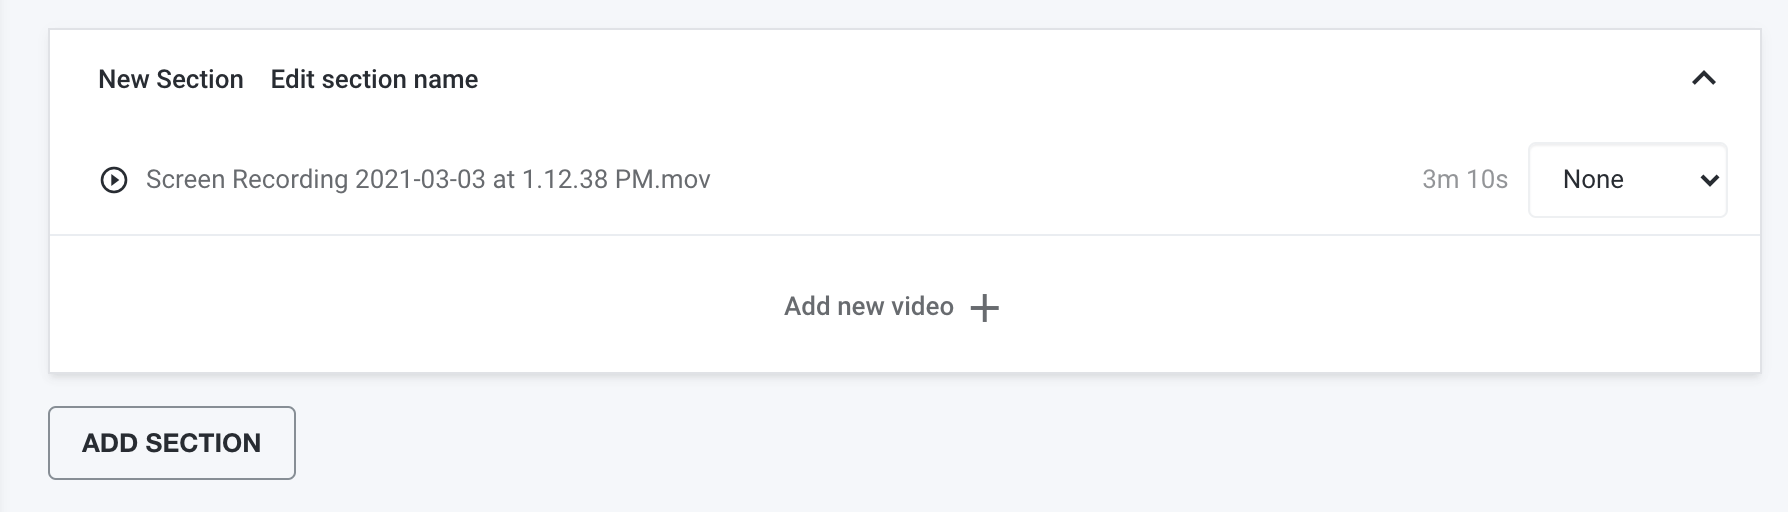 New Section Edit section name
Screen Recording 2021-03-03 at 1.12.38 PM.mov 3m 10s None
Add new video
ADD SECTION